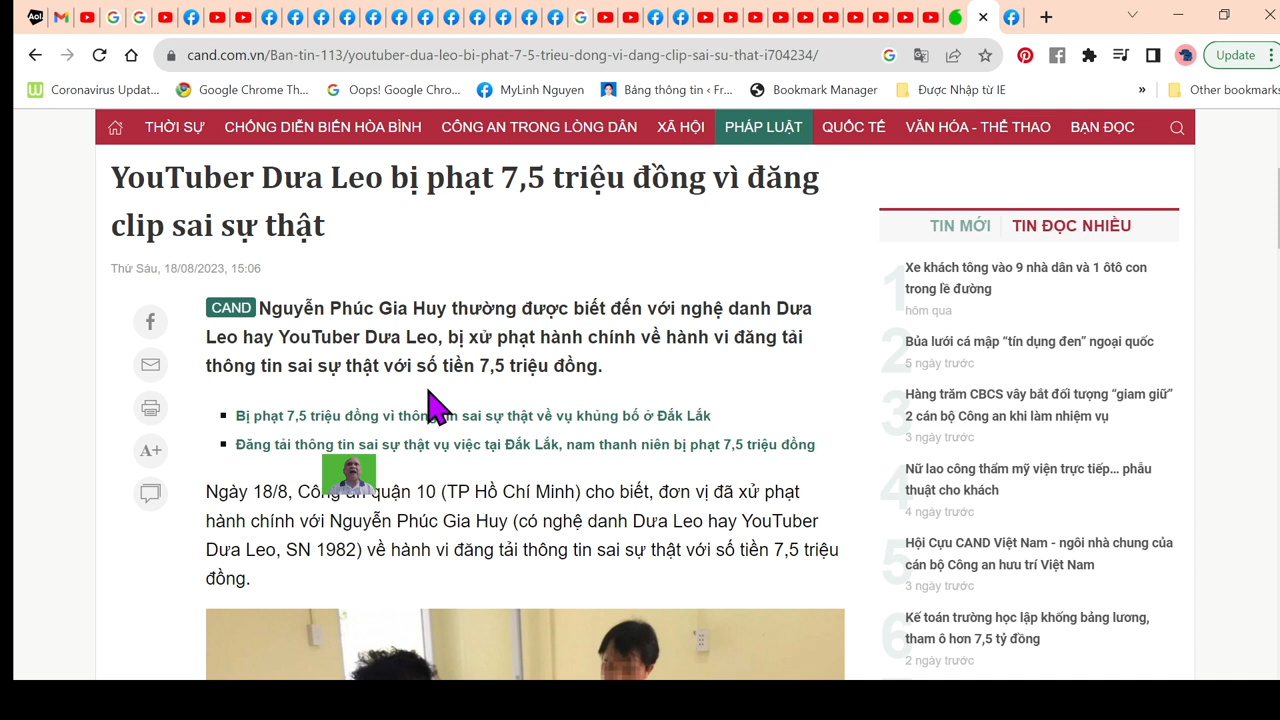 Aol
cand.com.vn/Ban-tin-113/youtuber-dua-leo-bi-phat-7-5-trieu-dong-vi-dang-clip-sai-su-that-i704234/
Update
Coronavirus Updat...
Google Chrome Th...
Oops! Google Chro...
MyLinh Nguyen
Bảng thông tin ‹ Fr...
Bookmark Manager
Được Nhập từ IE
»
Other bookmarks
THỜI SỰ
CHỐNG DIỄN BIẾN HÒA BÌNH
CÔNG AN TRONG LÒNG DÂN
XÃ HỘI
PHÁP LUẬT
QUỐC TẾ
VĂN HÓA - THỂ THAO
BẠN ĐỌC
YouTuber Dưa Leo bị phạt 7,5 triệu đồng vì đăng
clip sai sự thật
Thứ Sáu, 18/08/2023, 15:06
CAND Nguyễn Phúc Gia Huy thường được biết đến với nghệ danh Dưa
Leo hay YouTuber Dưa Leo, bị xử phạt hành chính về hành vi đăng tải
thông tin sai sự thật với số tiền 7,5 triệu đồng.
Bị phạt 7,5 triệu đồng vì thông tin sai sự thật về vụ khủng bố ở Đắk Lắk
Đăng tải thông tin sai sự thật vụ việc tại Đắk Lắk, nam thanh niên bị phạt 7,5 triệu đồng
A+
Ngày 18/8, Công an quận 10 (TP Hồ Chí Minh) cho biết, đơn vị đã xử phạt
hành chính với Nguyễn Phúc Gia Huy (có nghệ danh Dưa Leo hay YouTuber
Dưa Leo, SN 1982) về hành vi đăng tải thông tin sai sự thật với số tiền 7,5 triệu
đồng.
TIN MỚI
TIN ĐỌC NHIỀU
1
Xe khách tông vào 9 nhà dân và 1 ôtô con
trong lề đường
hôm qua
2
Bủa lưới cá mập “tín dụng đen” ngoại quốc
5 ngày trước
3
Hàng trăm CBCS vây bắt đối tượng “giam giữ”
2 cán bộ Công an khi làm nhiệm vụ
3 ngày trước
4
Nữ lao công thẩm mỹ viện trực tiếp… phẫu
thuật cho khách
4 ngày trước
5
Hội Cựu CAND Việt Nam - ngôi nhà chung của
cán bộ Công an hưu trí Việt Nam
3 ngày trước
6
Kế toán trường học lập khống bảng lương,
tham ô hơn 7,5 tỷ đồng
2 ngày trước